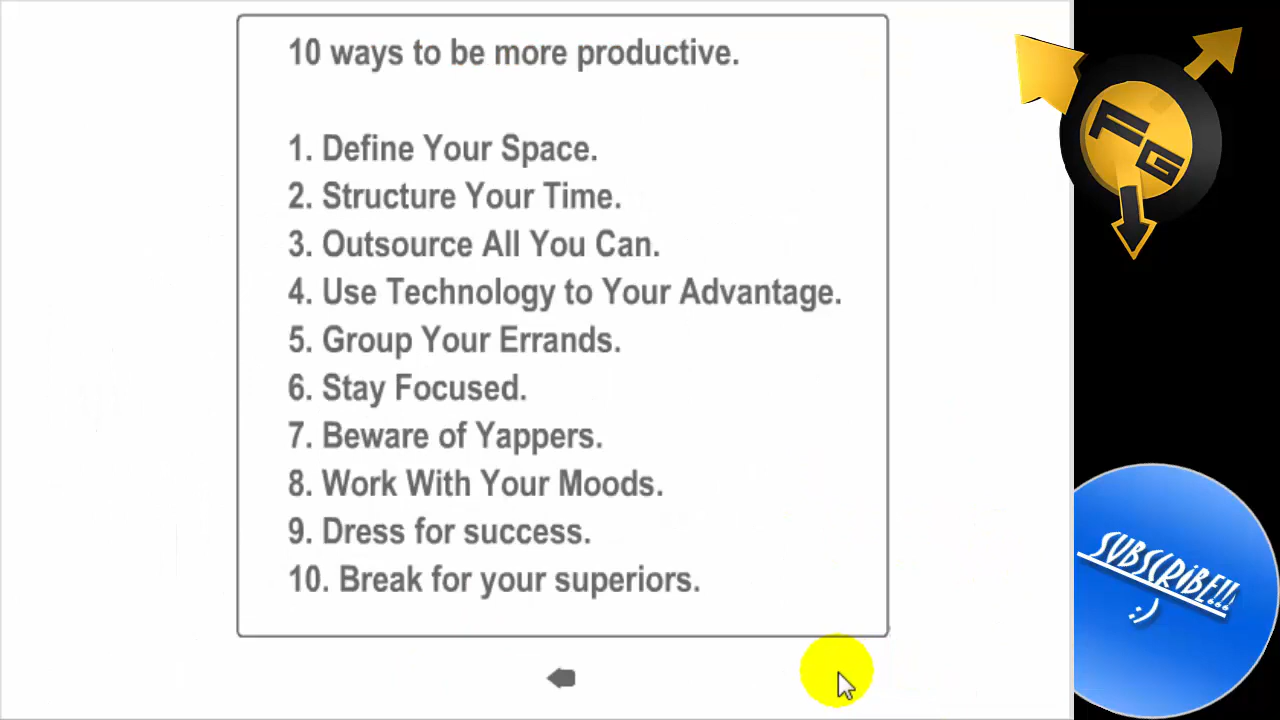 10 ways to be more productive.
1. Define Your Space.
2. Structure Your Time.
3. Outsource All You Can.
4. Use Technology to Your Advantage.
5. Group Your Errands.
6. Stay Focused.
7. Beware of Yappers.
8. Work With Your Moods.
9. Dress for success.
10. Break for your superiors.
FG
SUBSCRiBE!!!
:)